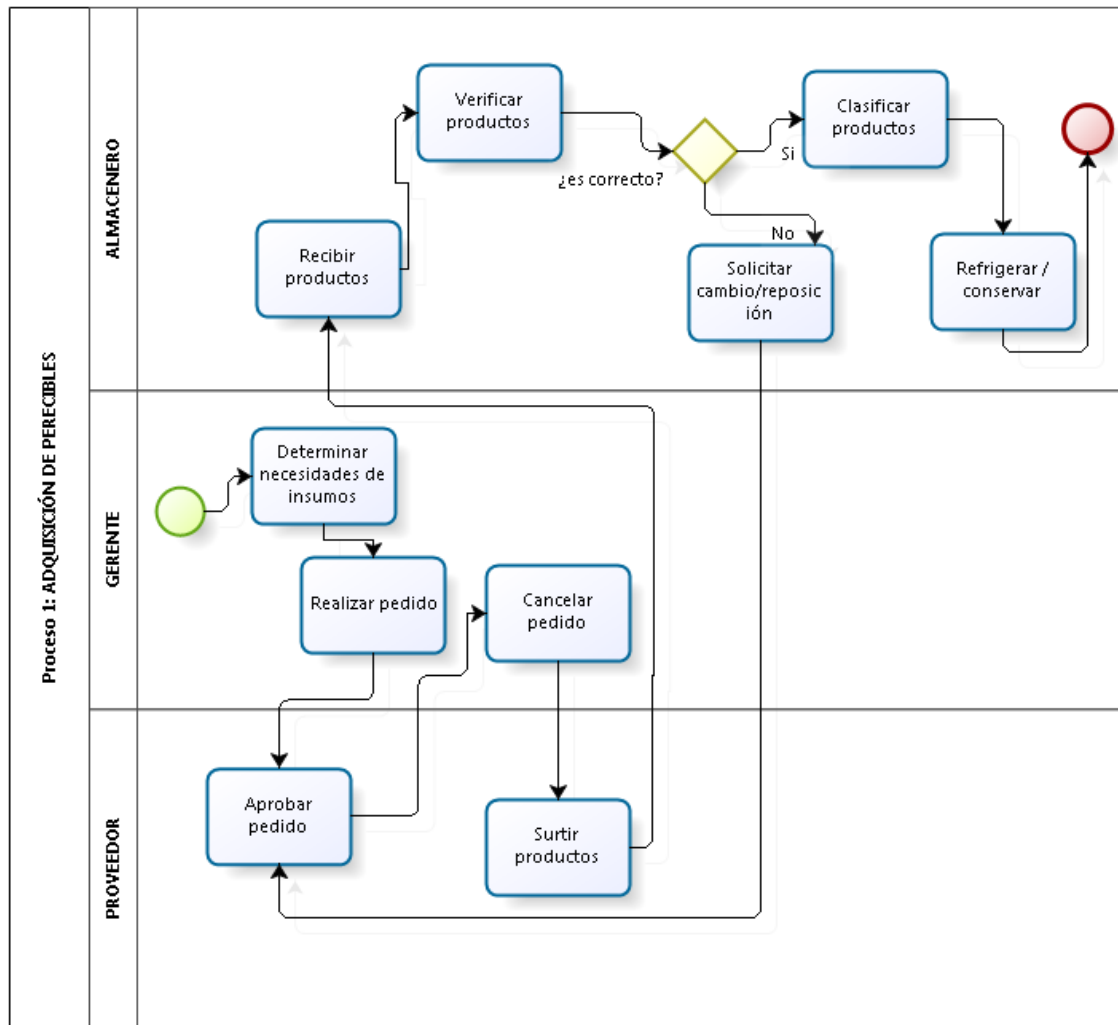 Proceso 1: ADQUISICIÓN DE PERECIBLES
ALMACENERO
Verificar
productos
¿es correcto?
Si
No
Clasificar
productos
Recibir
productos
Solicitar
cambio/reposic
ión
Refrigerar /
conservar
GERENTE
Determinar
necesidades de
insumos
Realizar pedido
Cancelar
pedido
PROVEEDOR
Aprobar
pedido
Surtir
productos